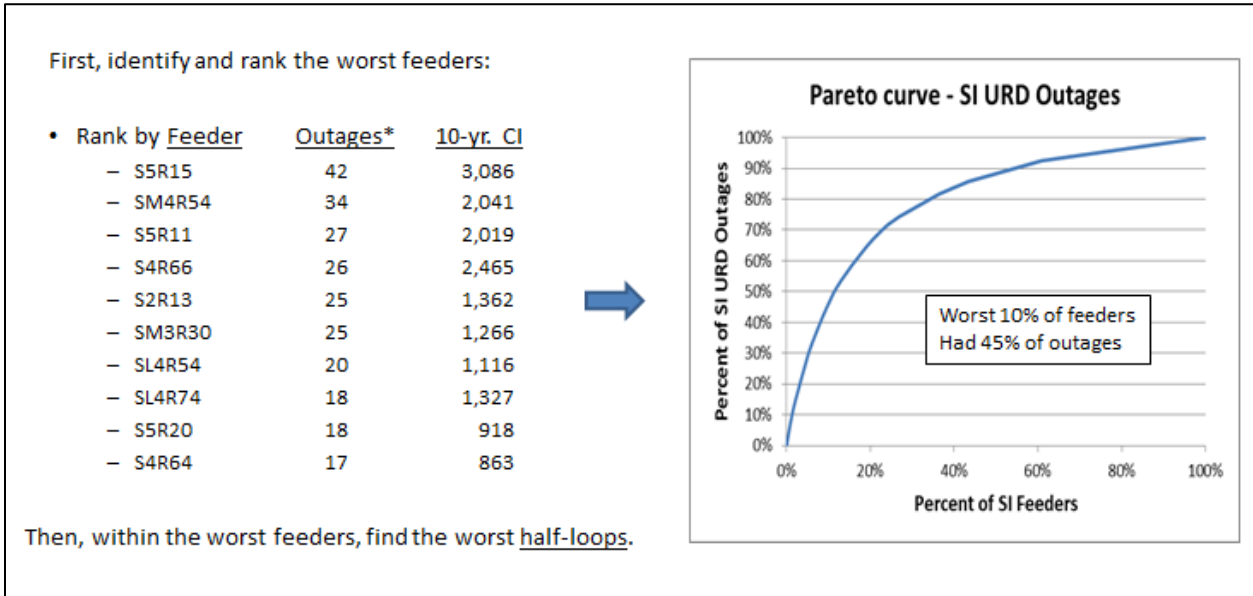 First, identify and rank the worst feeders:
• Rank by Feeder Outages* 10-yr. CI
– S5R15 42 3,086
– SM4R54 34 2,041
– S5R11 27 2,019
– S4R66 26 2,465
– S2R13 25 1,362
– SM3R30 25 1,266
– SL4R54 20 1,116
– SL4R74 18 1,327
– S5R20 18 918
– S4R64 17 863
Then, within the worst feeders, find the worst half-loops.
Pareto curve - SI URD Outages
Percent of SI URD Outages
100%
90%
80%
70%
60%
50%
40%
30%
20%
10%
0%
Worst 10% of feeders
Had 45% of outages
0% 20% 40% 60% 80% 100%
Percent of SI Feeders